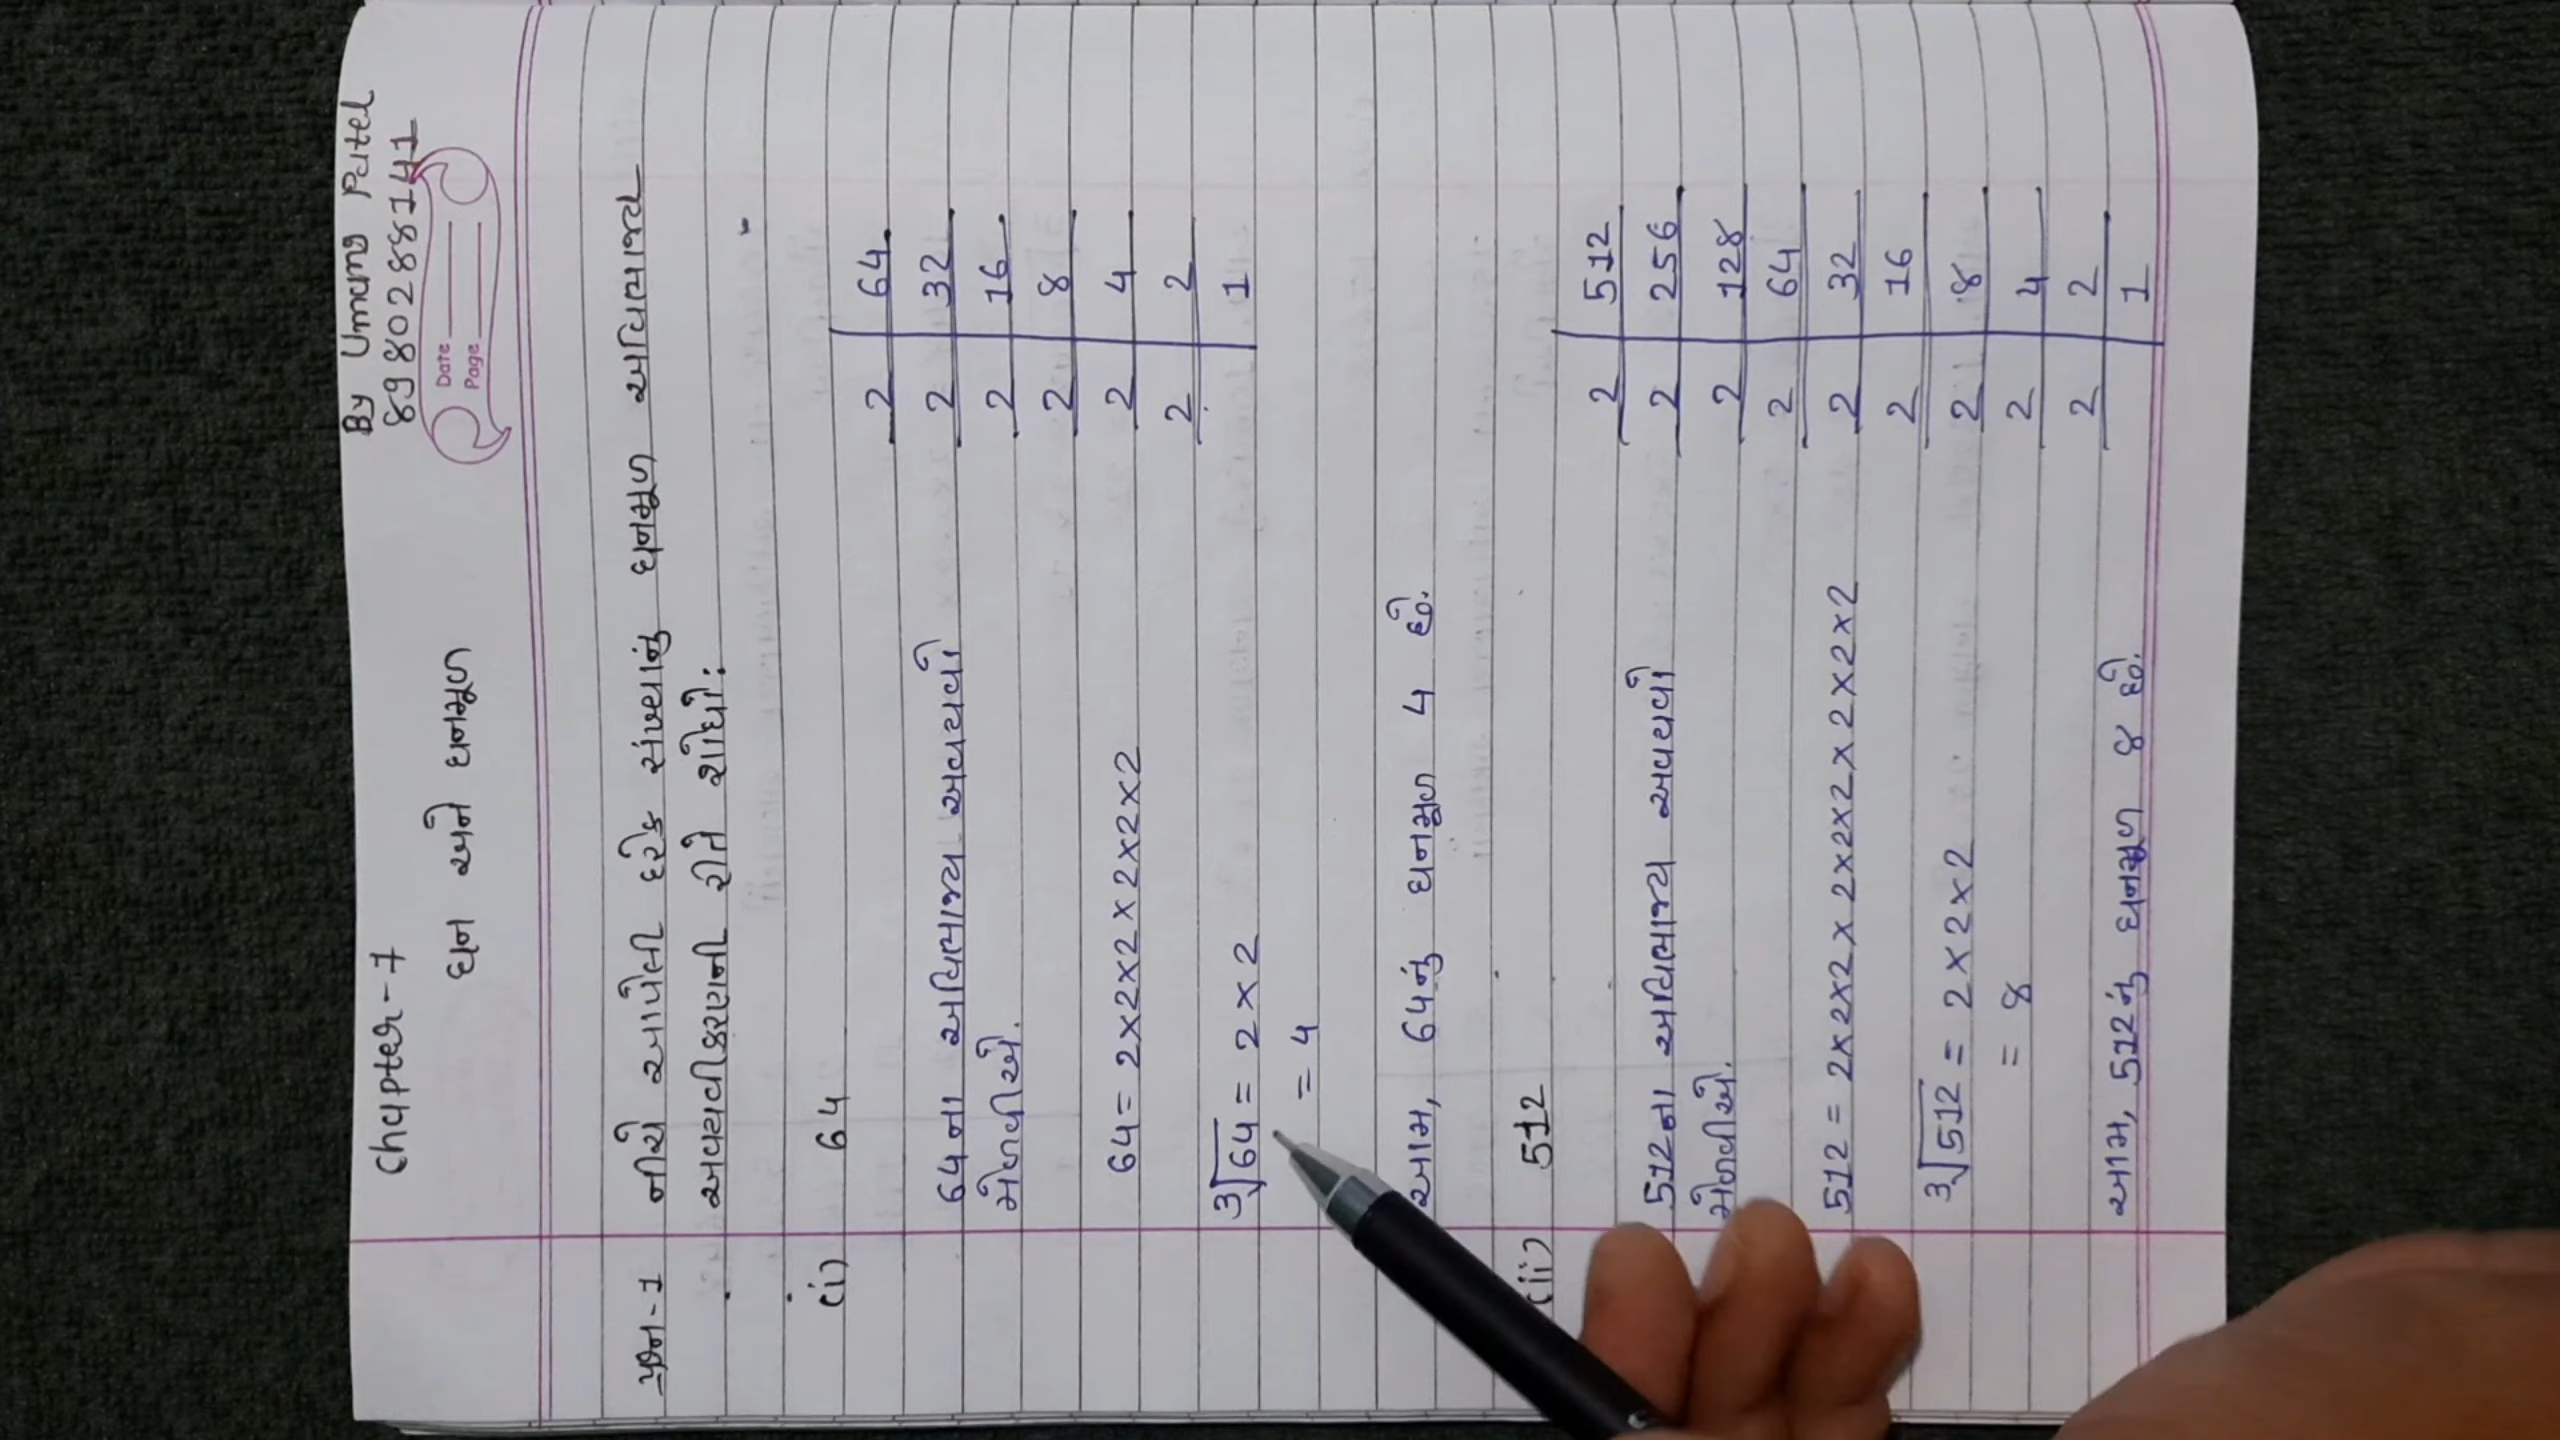 By Umang Patel
8980288141
Date
Page
Chapter-7
ઘન અને ઘનમૂળ
પ્રશ્ન-1 નીચે આપેલી દરેક સંખ્યાનું ઘનમૂળ અવિભાજ્ય
અવયવીકરણની રીતે શોધો:
(i) 64
2 64
64ના અવિભાજ્ય અવયવો 2 32
મેળવીએ. 2 16
2 8
64 = 2×2×2×2×2×2 2 4
2 2
3√64 = 2×2 1
= 4
આમ, 64નું ઘનમૂળ 4 છે.
(ii) 512
2 512
512ના અવિભાજ્ય અવયવો 2 256
મેળવીએ. 2 128
2 64
512 = 2×2×2×2×2×2×2×2×2 2 32
2 16
3√512 = 2×2×2 2 8
= 8 2 4
2 2
આમ, 512નું ઘનમૂળ 8 છે. 1